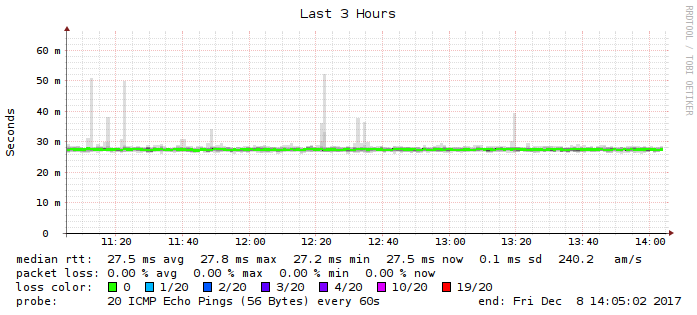 Last 3 Hours
RRDTOOL / TOBI OETIKER
Seconds
60 m
50 m
40 m
30 m
20 m
10 m
0
11:20 11:40 12:00 12:20 12:40 13:00 13:20 13:40 14:00
median rtt: 27.5 ms avg 27.8 ms max 27.2 ms min 27.5 ms now 0.1 ms sd 240.2 am/s
packet loss: 0.00 % avg 0.00 % max 0.00 % min 0.00 % now
loss color: 0 1/20 2/20 3/20 4/20 10/20 19/20
probe: 20 ICMP Echo Pings (56 Bytes) every 60s end: Fri Dec 8 14:05:02 2017